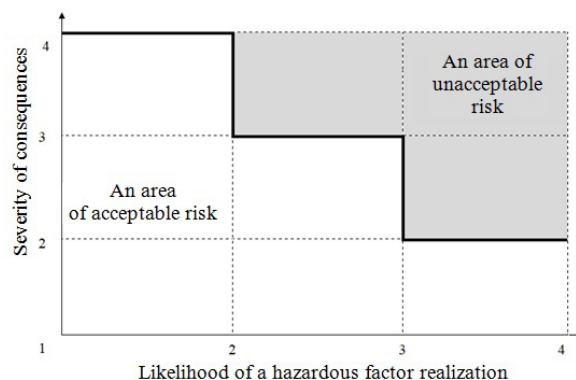 Severity of consequences
4
3
2
1
An area of
unacceptable
risk
An area
of acceptable risk
2
3
4
Likelihood of a hazardous factor realization